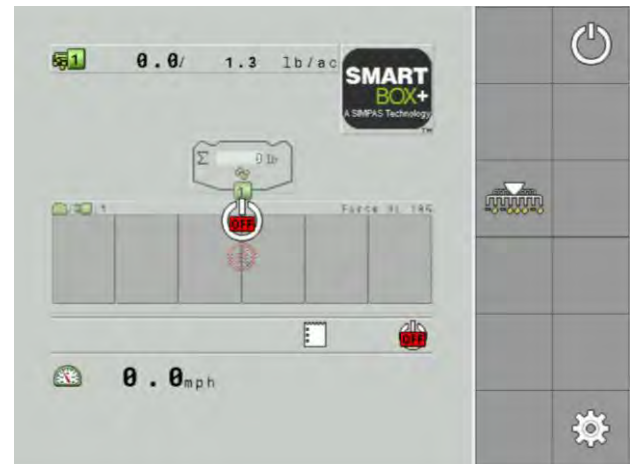 1 0.0/ 1.3 lb/ac
SMART
BOX+
A SIMPAS Technology
TM
Σ 0 lb
1
1
OFF
OFF
0.0mph